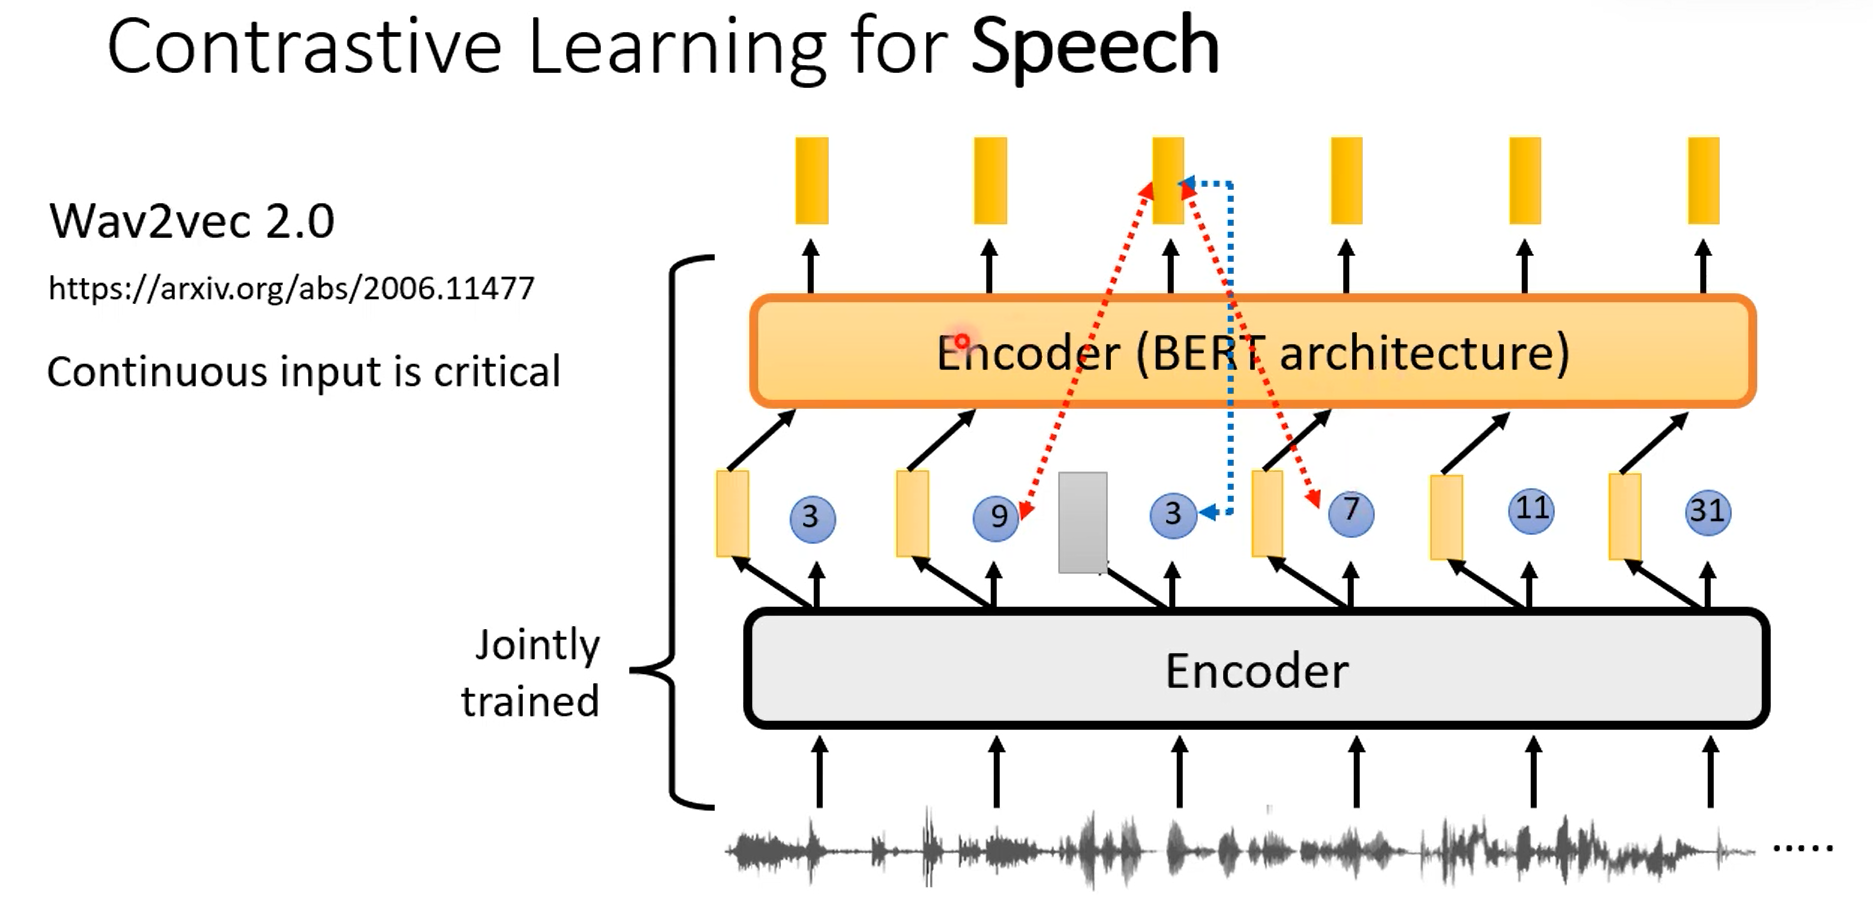 Contrastive Learning for Speech
Wav2vec 2.0
https://arxiv.org/abs/2006.11477
Continuous input is critical
Encoder (BERT architecture)
3 9 3 7 11 31
Jointly
trained
Encoder
.....